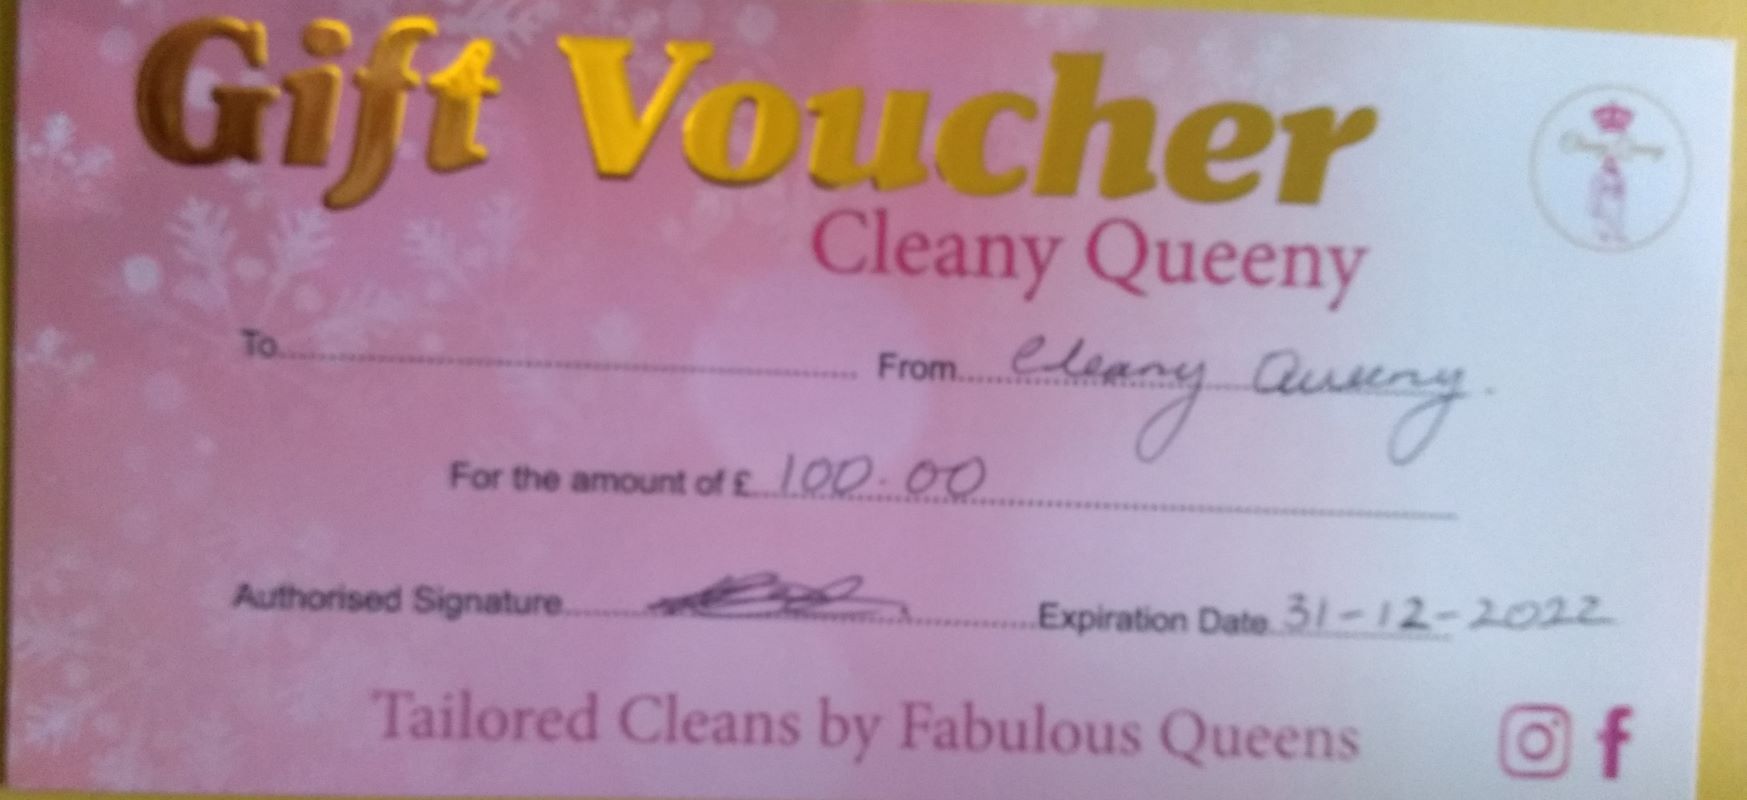 Gift Voucher
Cleany Queeny
To.................... From.... Cleany Queeny.
For the amount of £ 100.00
Authorised Signature.................... Expiration Date 31-12-2022
Tailored Cleans by Fabulous Queens